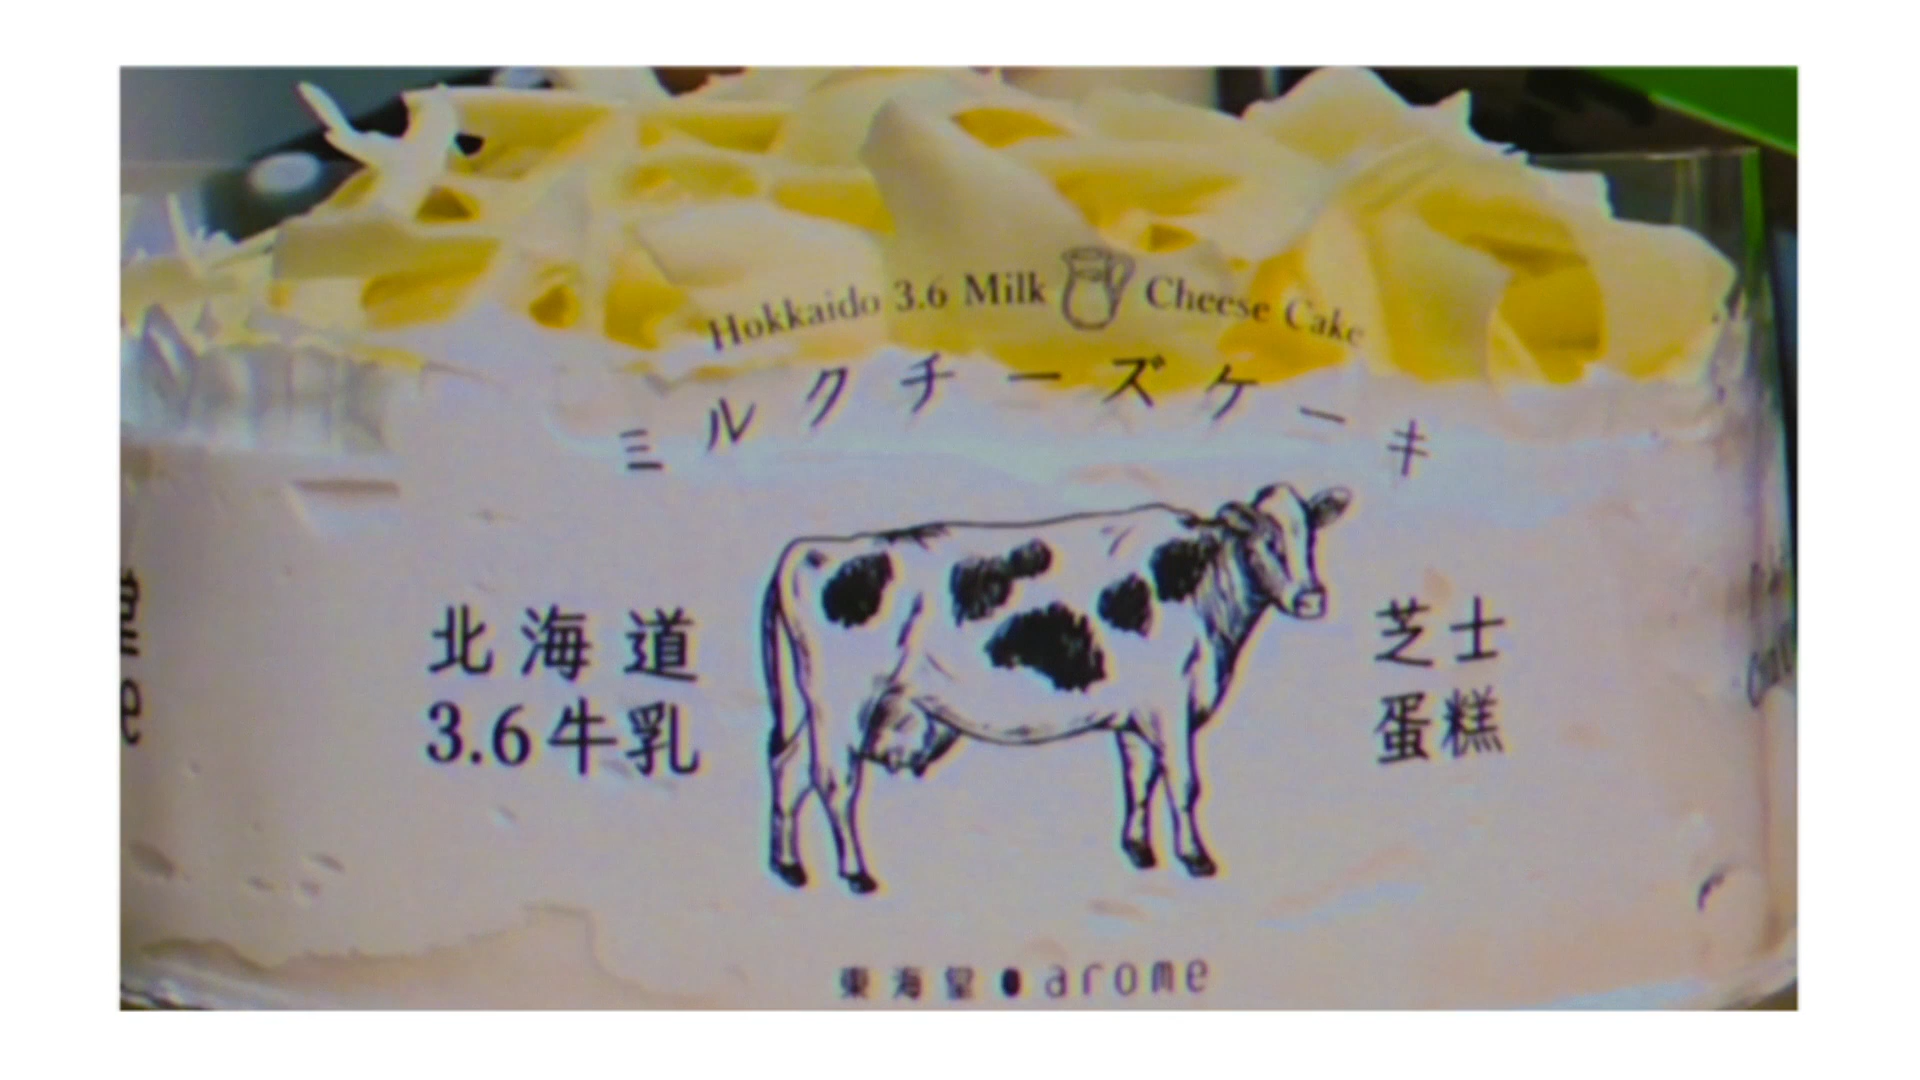 Hokkaido 3.6 Milk Cheese Cake
ミルクチーズケーキ
北海道
3.6牛乳
芝士
蛋糕
東海堂●arome